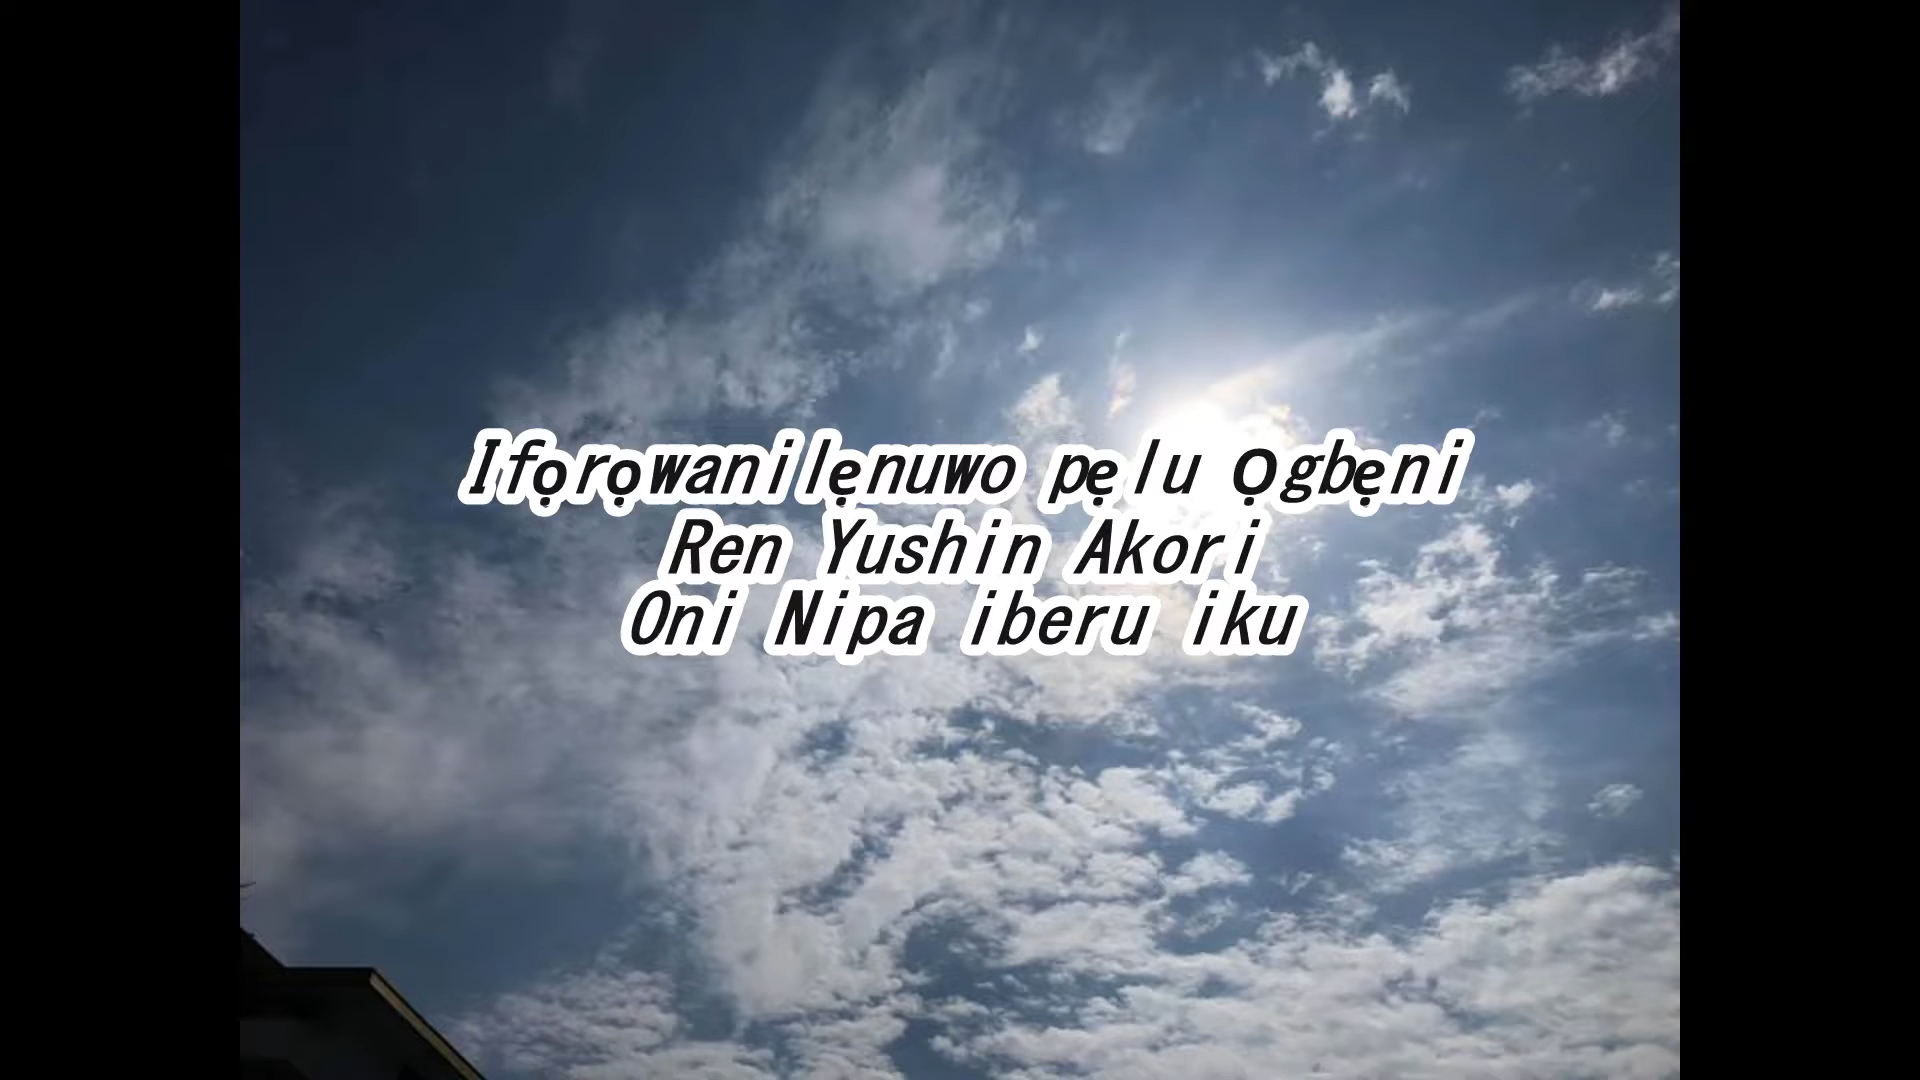 Ifọrọwanilẹnuwo pẹlu Ọgbẹni
Ren Yushin Akori
Oni Nipa iberu iku